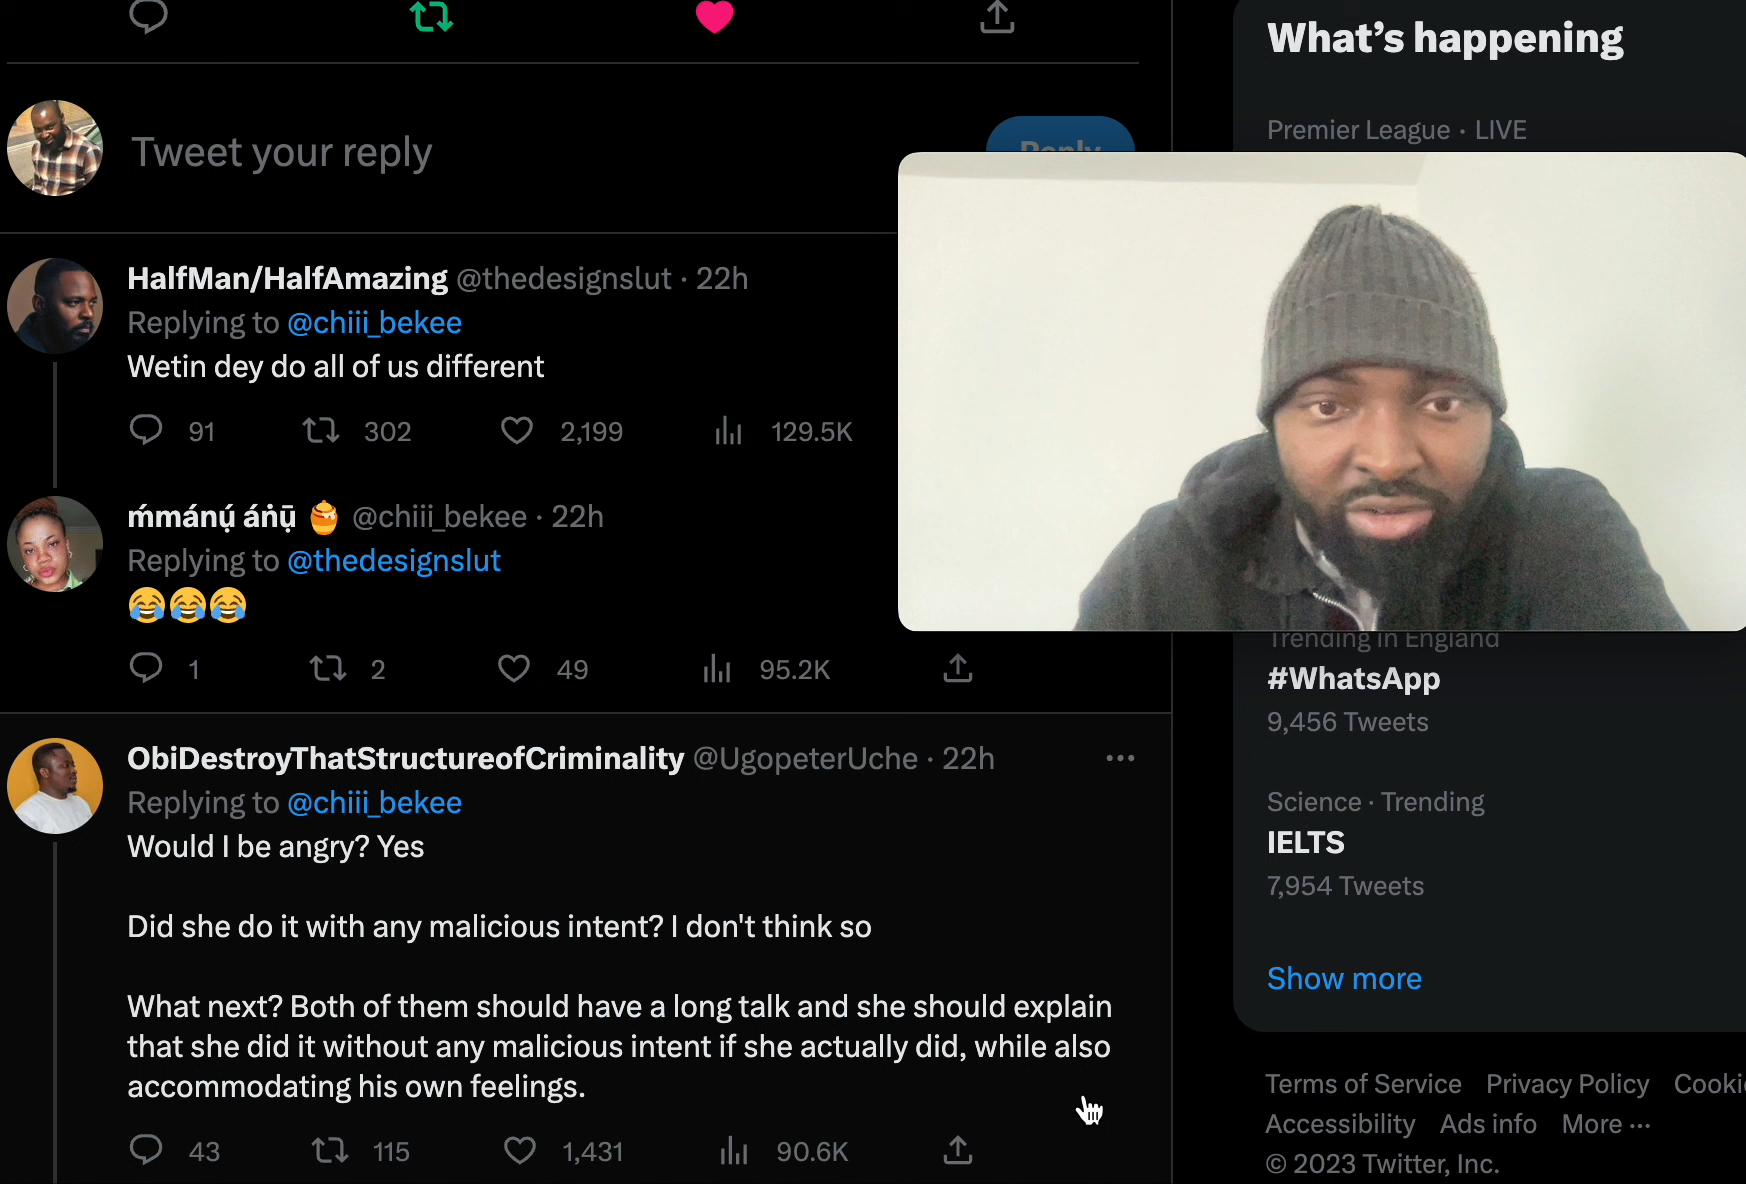 Tweet your reply
Reply
HalfMan/HalfAmazing @thedesignslut · 22h
Replying to @chiii_bekee
Wetin dey do all of us different
91 302 2,199 129.5K
ḿmánụ́ áṅụ̄ 🍯 @chiii_bekee · 22h
Replying to @thedesignslut
😂😂😂
1 2 49 95.2K
ObiDestroyThatStructureofCriminality @UgopeterUche · 22h
Replying to @chiii_bekee
Would I be angry? Yes
Did she do it with any malicious intent? I don't think so
What next? Both of them should have a long talk and she should explain
that she did it without any malicious intent if she actually did, while also
accommodating his own feelings.
43 115 1,431 90.6K
What's happening
Premier League · LIVE
Trending in England
#WhatsApp
9,456 Tweets
Science · Trending
IELTS
7,954 Tweets
Show more
Terms of Service Privacy Policy Cooki
Accessibility Ads info More ···
© 2023 Twitter, Inc.